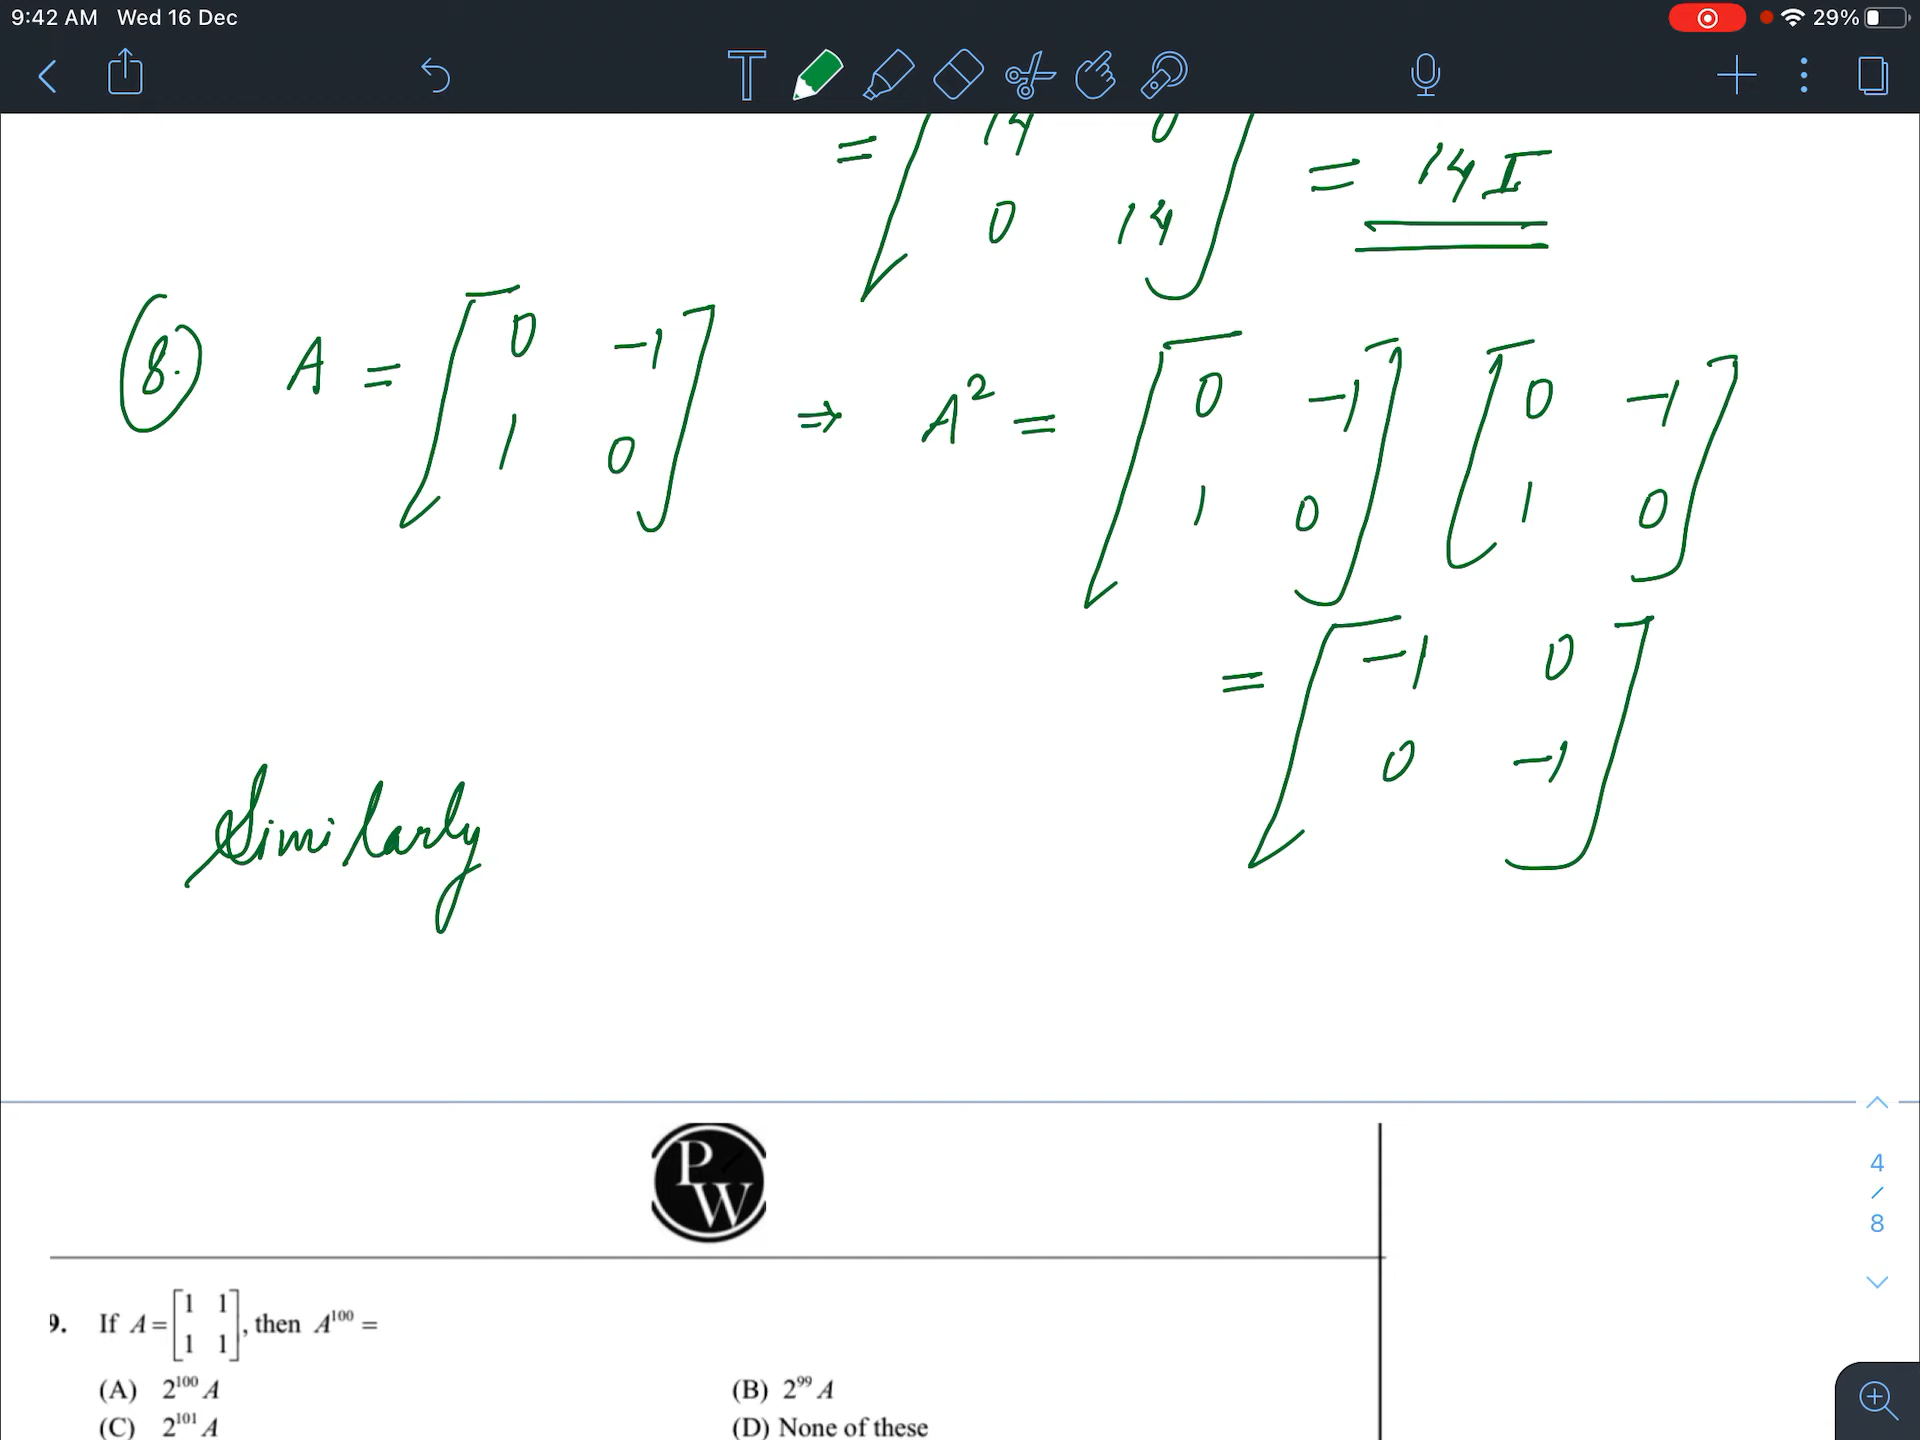 9:42 AM Wed 16 Dec
29%
= [14 0
0 14] = 14 I
8. A = [0 -1
1 0] ⇒ A² = [0 -1
1 0] [0 -1
1 0]
= [-1 0
0 -1]
Similarly
4
/
8
PW
9. If A = [1 1
1 1], then A¹⁰⁰ =
(A) 2¹⁰⁰ A (B) 2⁹⁹ A
(C) 2¹⁰¹ A (D) None of these